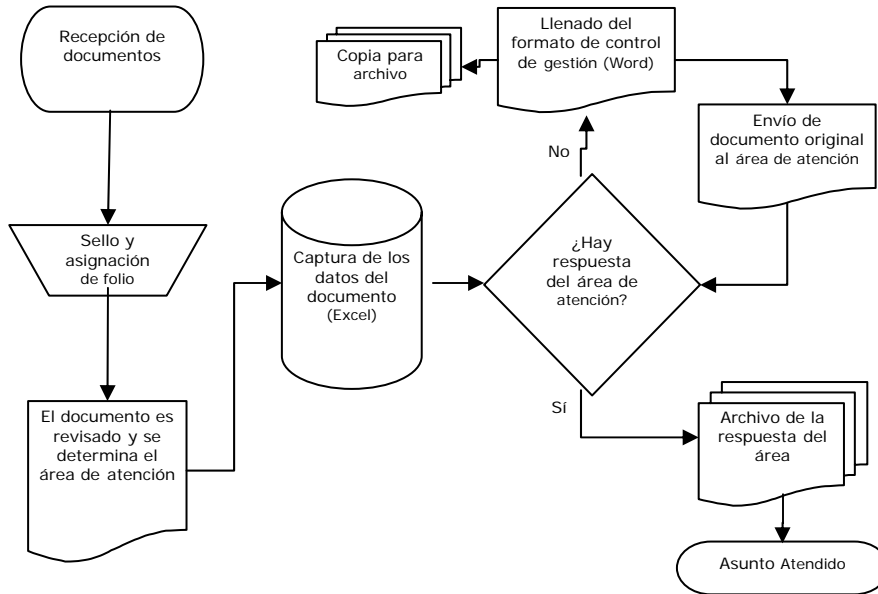 Recepción de
documentos
Sello y
asignación
de folio
El documento es
revisado y se
determina el
área de atención
Captura de los
datos del
documento
(Excel)
¿Hay
respuesta
del área de
atención?
No
Llenado del
formato de control
de gestión (Word)
Copia para
archivo
Envío de
documento original
al área de atención
Sí
Archivo de la
respuesta del
área
Asunto Atendido